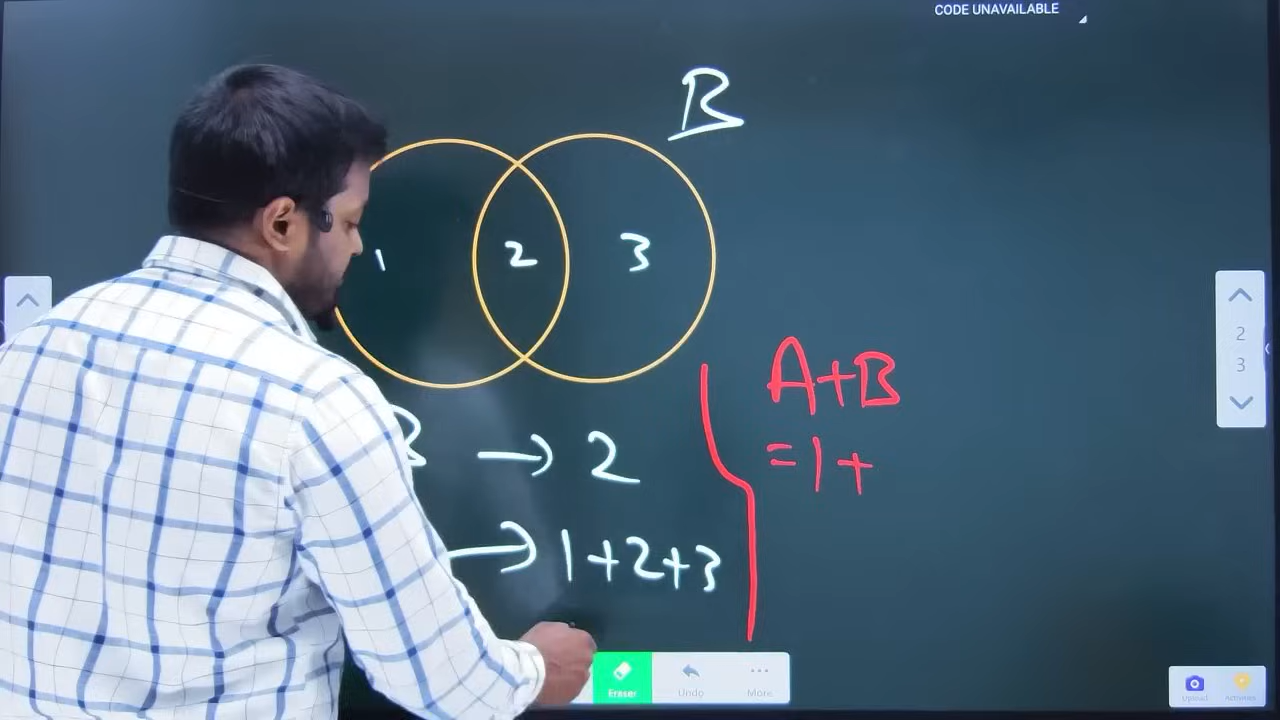 CODE UNAVAILABLE
B
1 2 3
A+B
=1+
B → 2
→ 1+2+3
2
3
Eraser
Undo
More
Upload
Activities